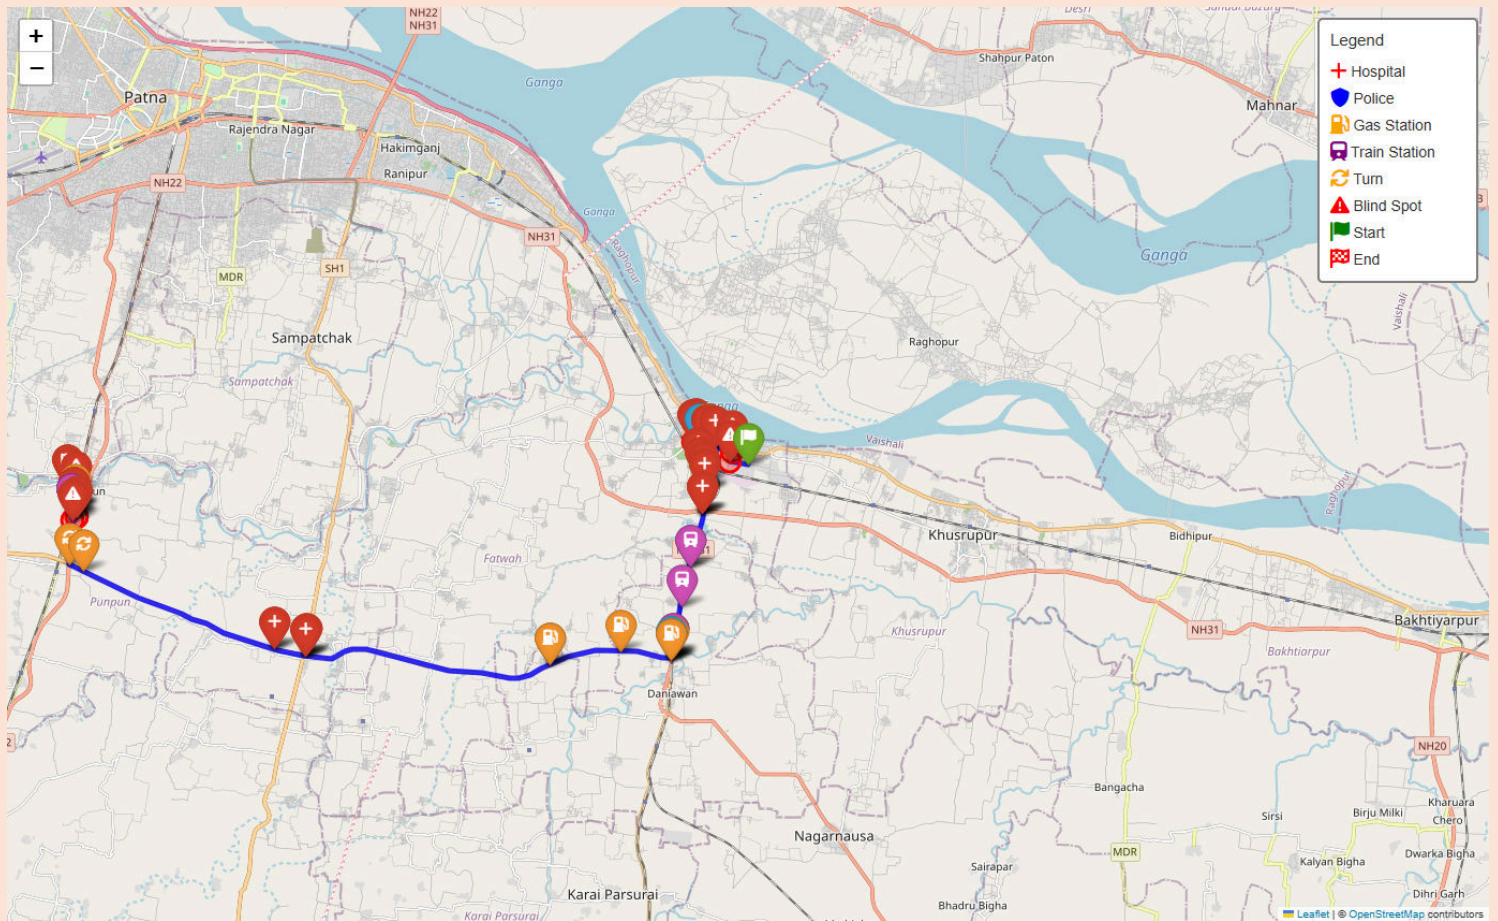 NH22
NH31
Desri
Shahpur Paton
Mahnar
Ganga
Patna
Rajendra Nagar
Hakimganj
Ranipur
NH22
Ganga
NH31
Raghopur
SH1
MDR
Ganga
Vaishali
Sampatchak
Raghopur
Sampatchak
Vaishali
Raghopur
Khusrupur
Bidhipur
Fatwah
Punpun
Khusrupur
NH31
Bakhtiyarpur
Bakhtiarpur
Daniawan
NH20
Bangacha
Sirsi
Birju Milki
Kharuara
Chero
Nagarnausa
MDR
Kalyan Bigha
Dwarka Bigha
Sairapar
Karai Parsurai
Dihri Garh
Bhadru Bigha
Karai Parsurai
+
−
Legend
Hospital
Police
Gas Station
Train Station
Turn
Blind Spot
Start
End
Leaflet | © OpenStreetMap contributors